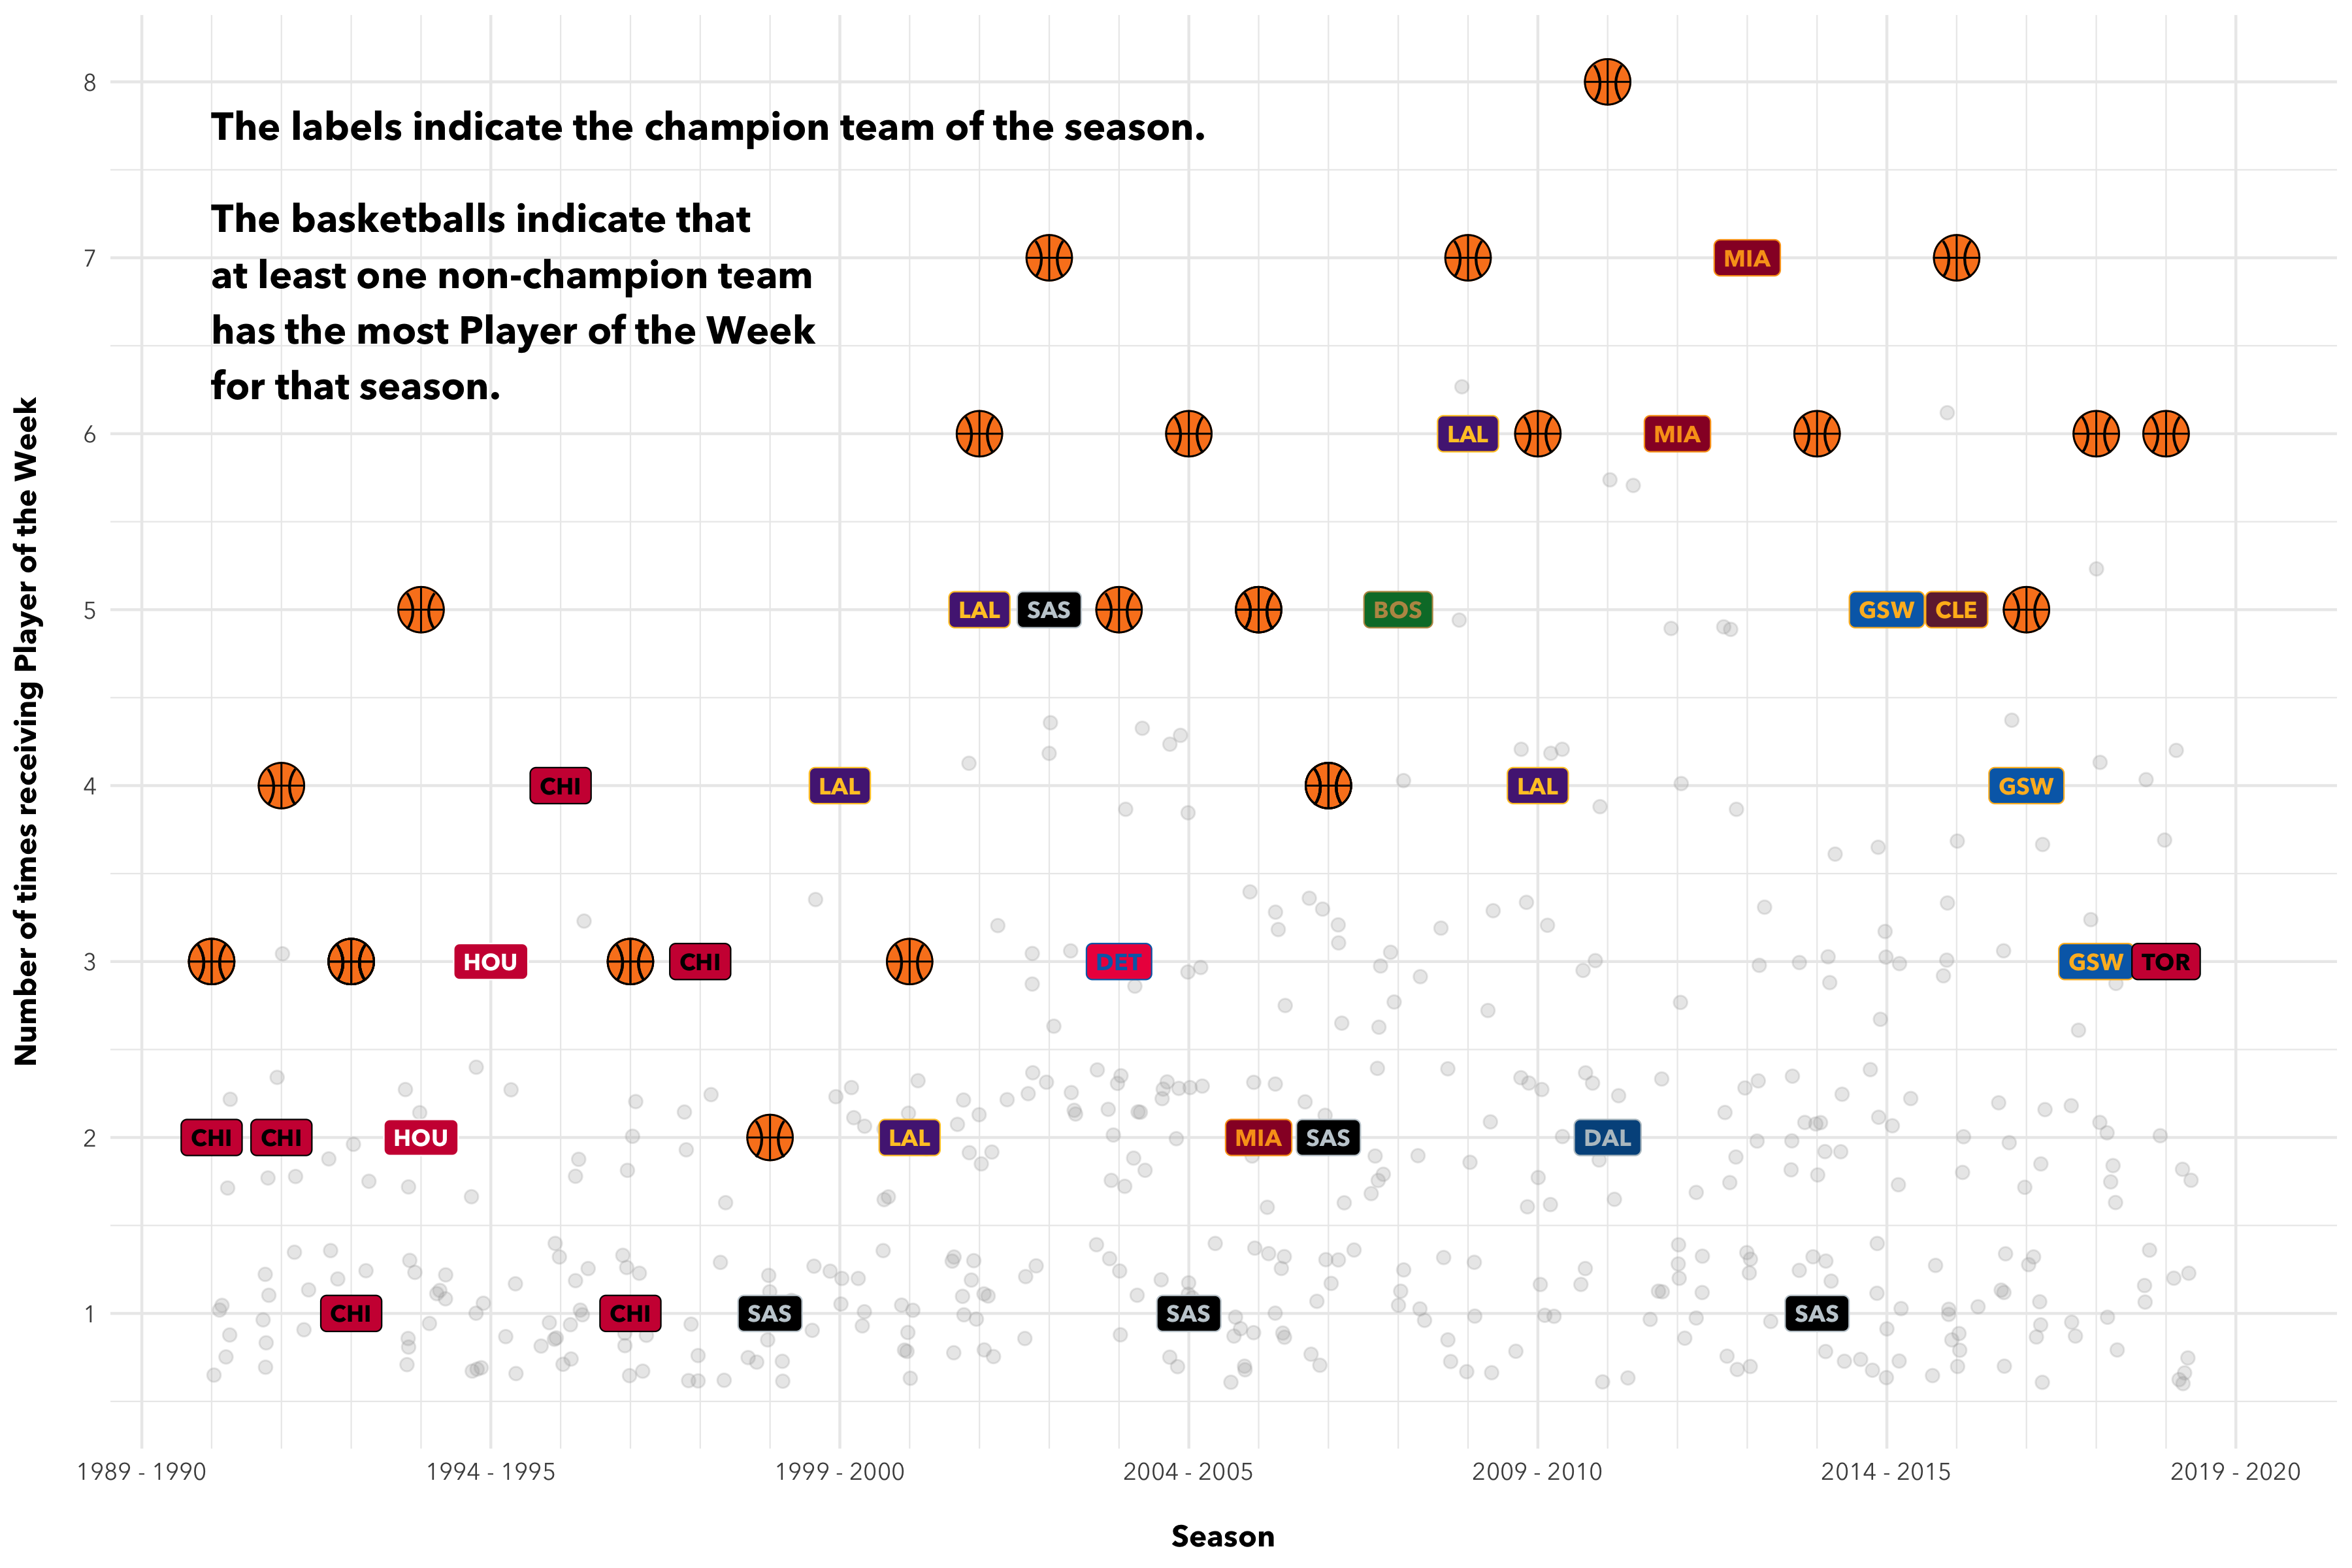 8
The labels indicate the champion team of the season.
The basketballs indicate that
7
MIA
at least one non-champion team
has the most Player of the Week
for that season.
6
LAL
MIA
5
LAL SAS
BOS
GSW CLE
4
CHI
LAL
LAL
GSW
3
HOU
CHI
DET
GSW TOR
2
CHI CHI
HOU
LAL
MIA SAS
DAL
1
CHI
CHI
SAS
SAS
SAS
Number of times receiving Player of the Week
1989 - 1990
1994 - 1995
1999 - 2000
2004 - 2005
2009 - 2010
2014 - 2015
2019 - 2020
Season